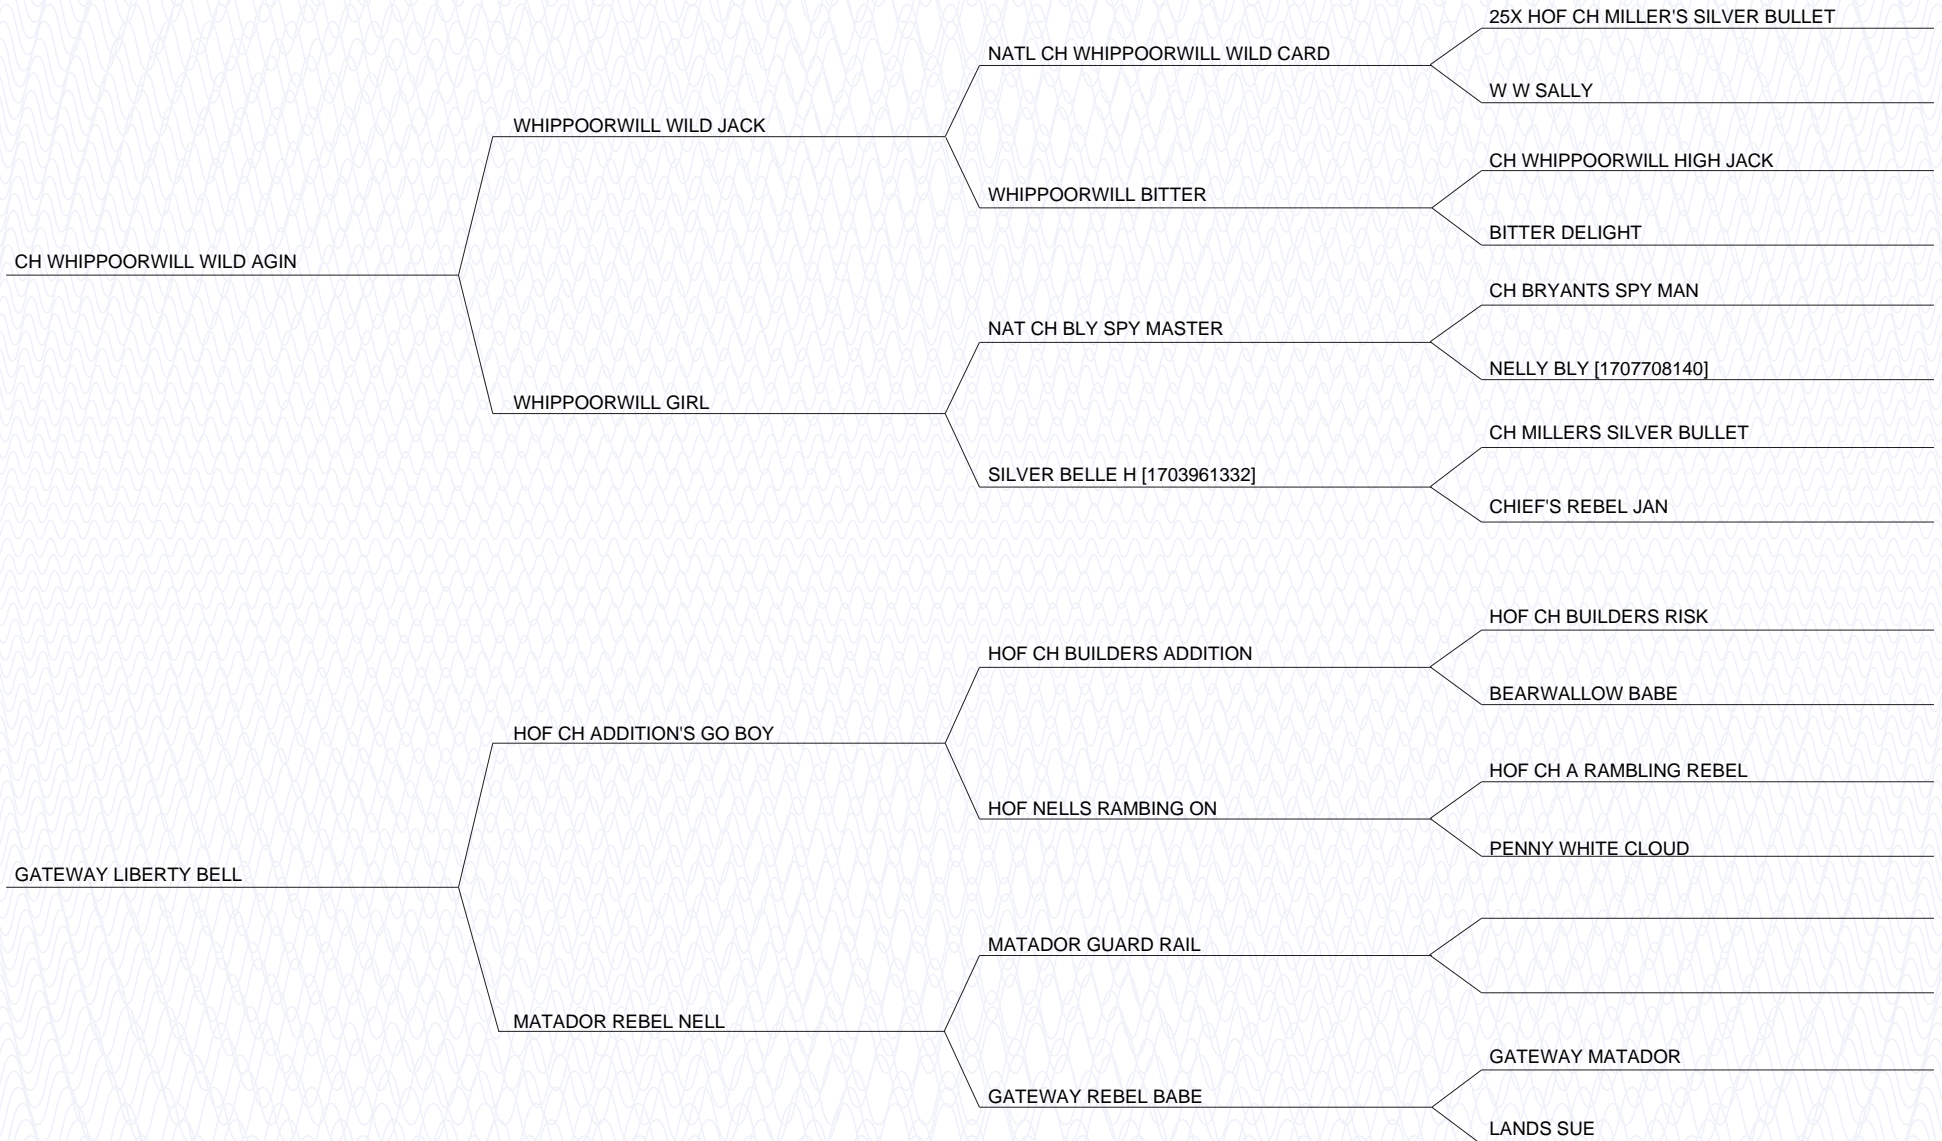 25X HOF CH MILLER'S SILVER BULLET
NATL CH WHIPPOORWILL WILD CARD
W W SALLY
WHIPPOORWILL WILD JACK
CH WHIPPOORWILL HIGH JACK
WHIPPOORWILL BITTER
BITTER DELIGHT
CH WHIPPOORWILL WILD AGIN
CH BRYANTS SPY MAN
NAT CH BLY SPY MASTER
NELLY BLY [1707708140]
WHIPPOORWILL GIRL
CH MILLERS SILVER BULLET
SILVER BELLE H [1703961332]
CHIEF'S REBEL JAN
HOF CH BUILDERS RISK
HOF CH BUILDERS ADDITION
BEARWALLOW BABE
HOF CH ADDITION'S GO BOY
HOF CH A RAMBLING REBEL
HOF NELLS RAMBING ON
PENNY WHITE CLOUD
GATEWAY LIBERTY BELL
MATADOR GUARD RAIL
MATADOR REBEL NELL
GATEWAY MATADOR
GATEWAY REBEL BABE
LANDS SUE